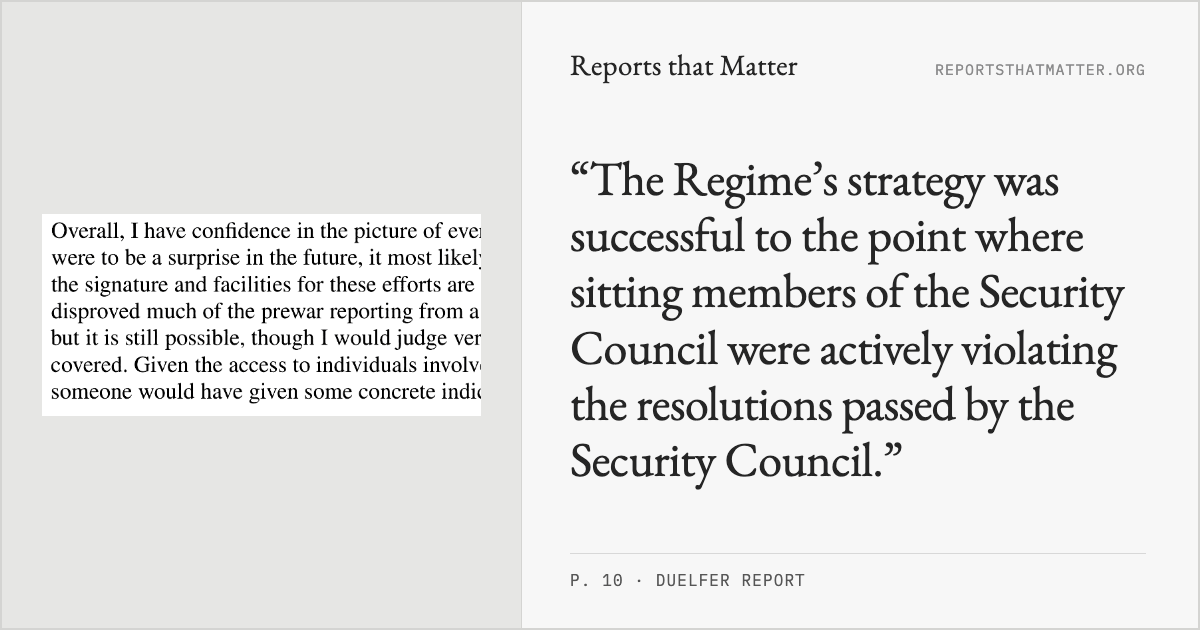 Overall, I have confidence in the picture of
were to be a surprise in the future, it most likely
the signature and facilities for these efforts are
disproved much of the prewar reporting from a
but it is still possible, though I would judge
covered. Given the access to individuals
someone would have given some concrete
Reports that Matter
REPORTSTHATMATTER.ORG
“The Regime’s strategy was
successful to the point where
sitting members of the Security
Council were actively violating
the resolutions passed by the
Security Council.”
P. 10 · DUELFER REPORT